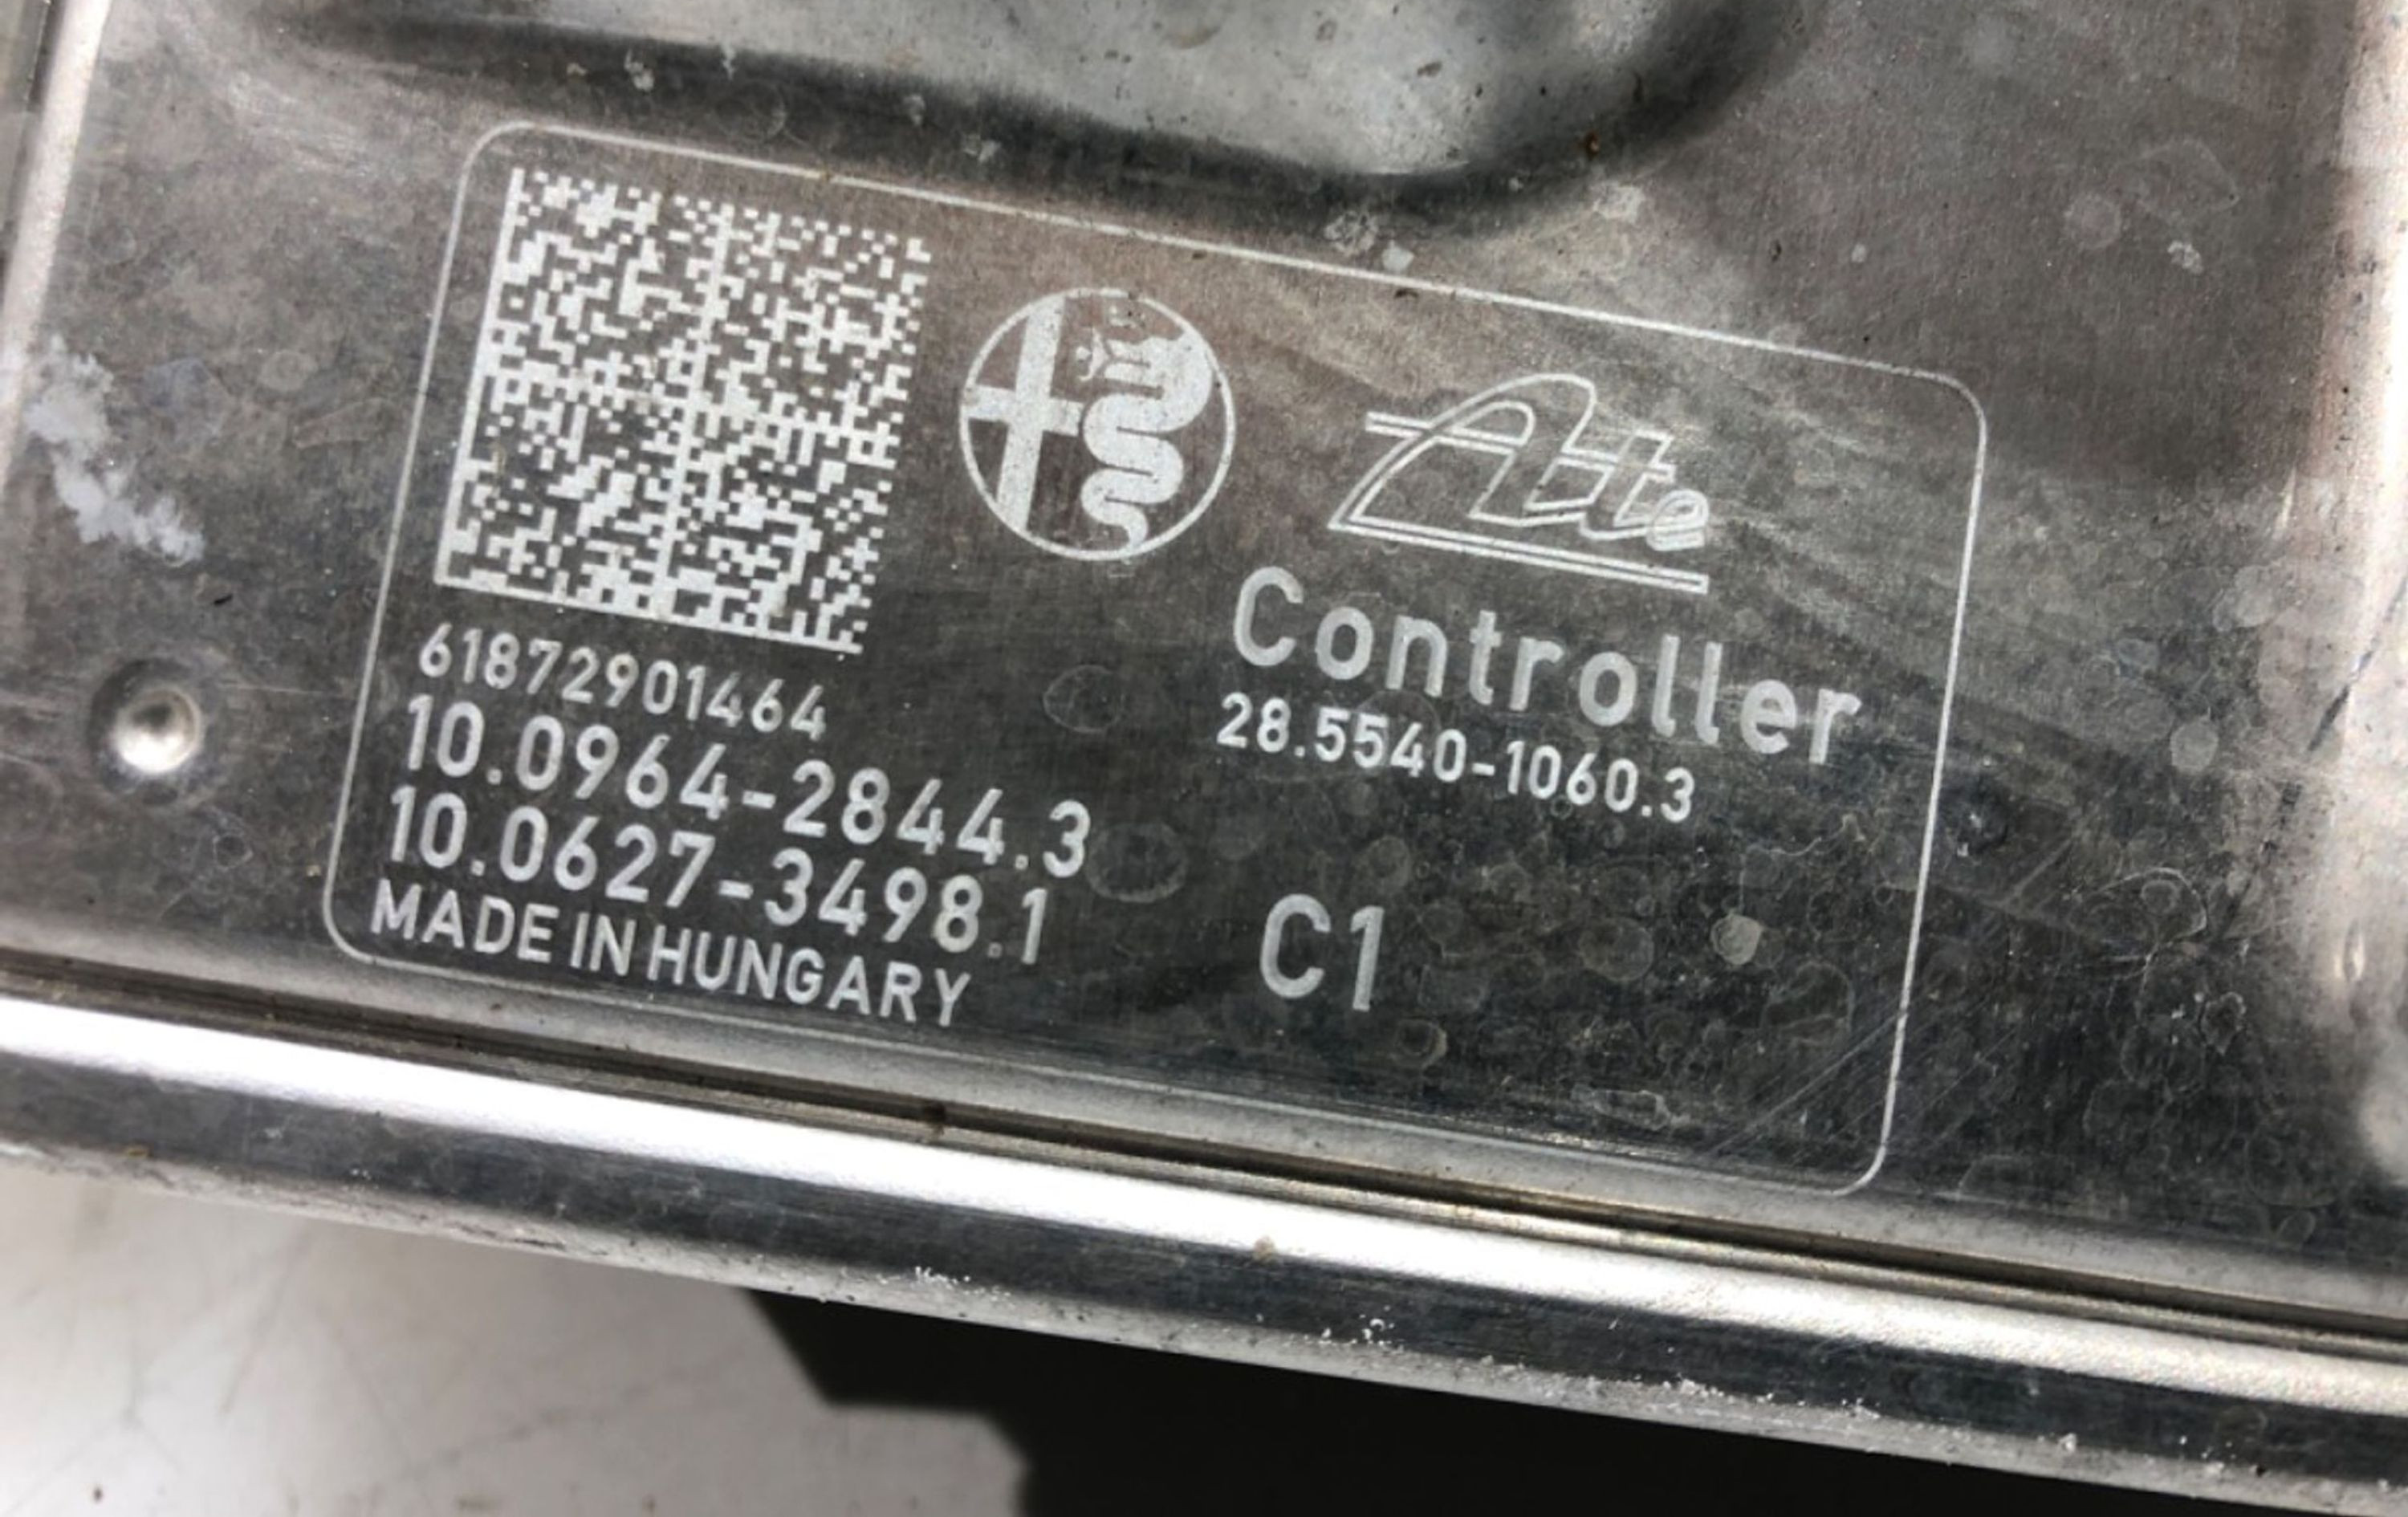 Ate
Controller
28.5540-1060.3
61872901464
10.0964-2844.3
10.0627-3498.1
MADE IN HUNGARY
C1